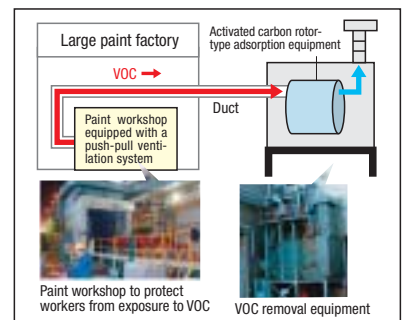 Large paint factory
Activated carbon rotor-
type adsorption equipment
VOC
Duct
Paint workshop
equipped with a
push-pull venti-
lation system
Paint workshop to protect
workers from exposure to VOC
VOC removal equipment